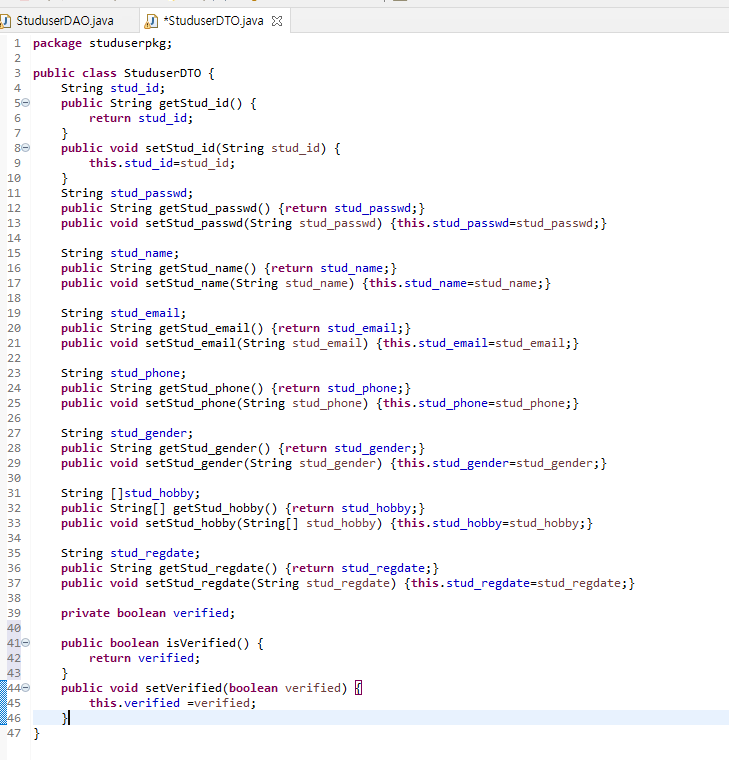 StuduserDAO.java *StuduserDTO.java
1 package studuserpkg;
2
3 public class StuduserDTO {
4     String stud_id;
5     public String getStud_id() {
6         return stud_id;
7     }
8     public void setStud_id(String stud_id) {
9         this.stud_id=stud_id;
10     }
11     String stud_passwd;
12     public String getStud_passwd() {return stud_passwd;}
13     public void setStud_passwd(String stud_passwd) {this.stud_passwd=stud_passwd;}
14
15     String stud_name;
16     public String getStud_name() {return stud_name;}
17     public void setStud_name(String stud_name) {this.stud_name=stud_name;}
18
19     String stud_email;
20     public String getStud_email() {return stud_email;}
21     public void setStud_email(String stud_email) {this.stud_email=stud_email;}
22
23     String stud_phone;
24     public String getStud_phone() {return stud_phone;}
25     public void setStud_phone(String stud_phone) {this.stud_phone=stud_phone;}
26
27     String stud_gender;
28     public String getStud_gender() {return stud_gender;}
29     public void setStud_gender(String stud_gender) {this.stud_gender=stud_gender;}
30
31     String []stud_hobby;
32     public String[] getStud_hobby() {return stud_hobby;}
33     public void setStud_hobby(String[] stud_hobby) {this.stud_hobby=stud_hobby;}
34
35     String stud_regdate;
36     public String getStud_regdate() {return stud_regdate;}
37     public void setStud_regdate(String stud_regdate) {this.stud_regdate=stud_regdate;}
38
39     private boolean verified;
40
41     public boolean isVerified() {
42         return verified;
43     }
44     public void setVerified(boolean verified) {
45         this.verified =verified;
46     }
47 }